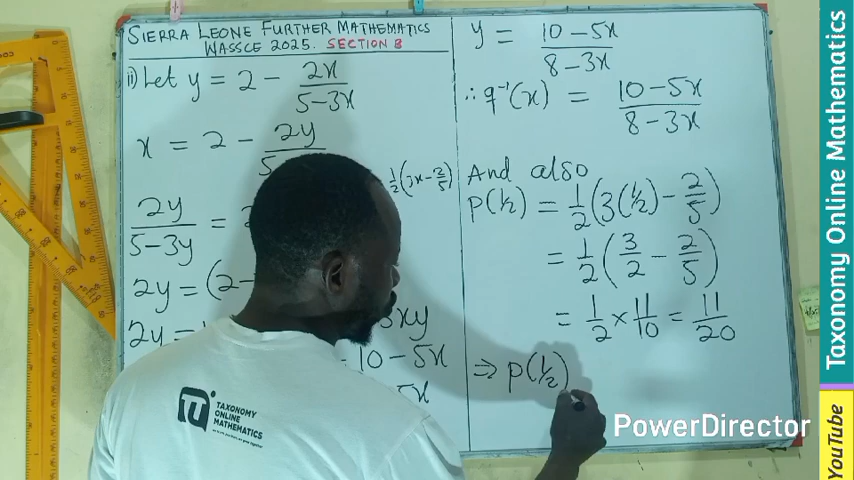 SIERRA LEONE FURTHER MATHEMATICS
WASSCE 2025. SECTION B
ii) Let y = 2 - 2x/(5-3x)
x = 2 - 2y/5
2y/(5-3y) =
2y = (2-
2y =
3xy
10 - 5x
5x
1/2(3x - 2/5)
y = (10-5x)/(8-3x)
∴ q⁻¹(x) = (10-5x)/(8-3x)
And also
P(1/2) = 1/2(3(1/2) - 2/5)
= 1/2(3/2 - 2/5)
= 1/2 × 11/10 = 11/20
⇒ P(1/2)
TAXONOMY
ONLINE
MATHEMATICS
PowerDirector
Taxonomy Online Mathematics
YouTube